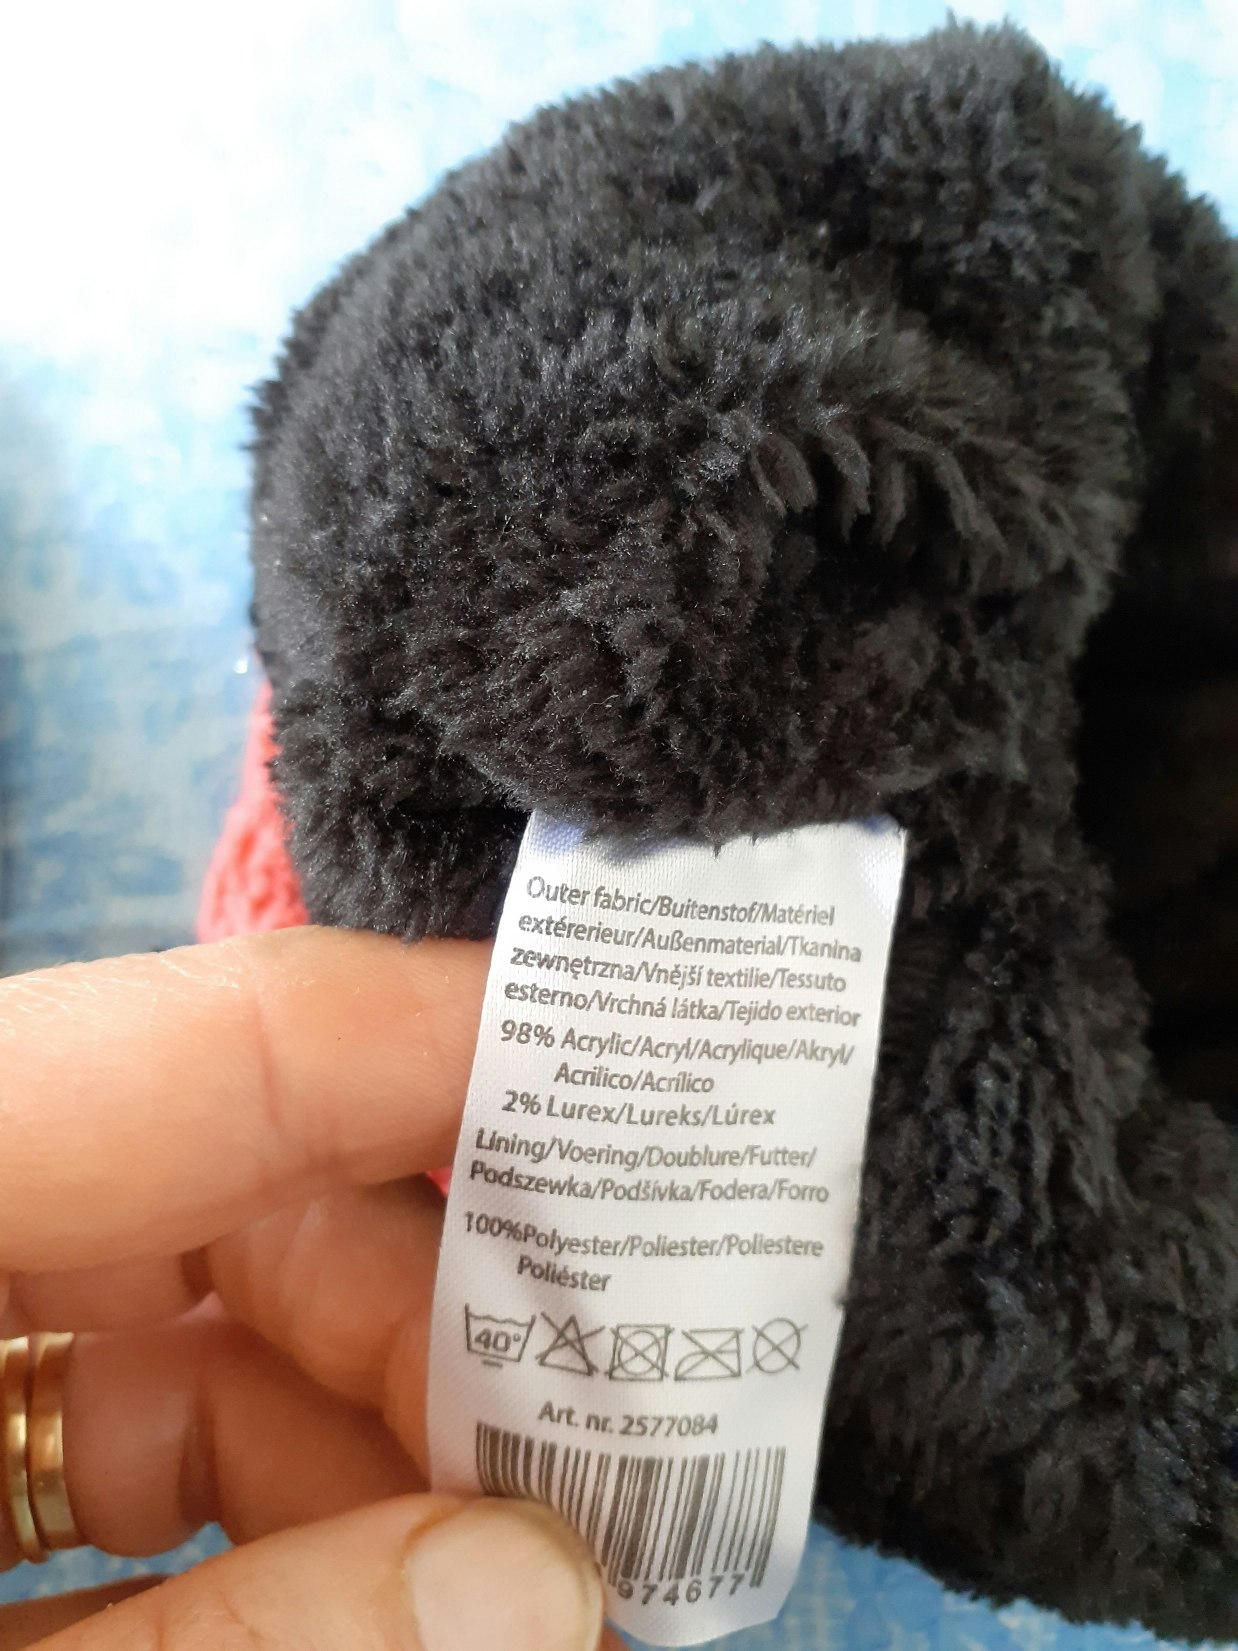 Outer fabric/Buitenstof/Matériel
extérerieur/Außenmaterial/Tkanina
zewnętrzna/Vnější textilie/Tessuto
esterno/Vrchná látka/Tejido exterior
98% Acrylic/Acryl/Acrylique/Akryl/
Acrilico/Acrílico
2% Lurex/Lureks/Lúrex
Lining/Voering/Doublure/Futter/
Podszewka/Podšívka/Fodera/Forro
100%Polyester/Poliester/Poliestere
Poliéster
40°
Art. nr. 2577084
974677